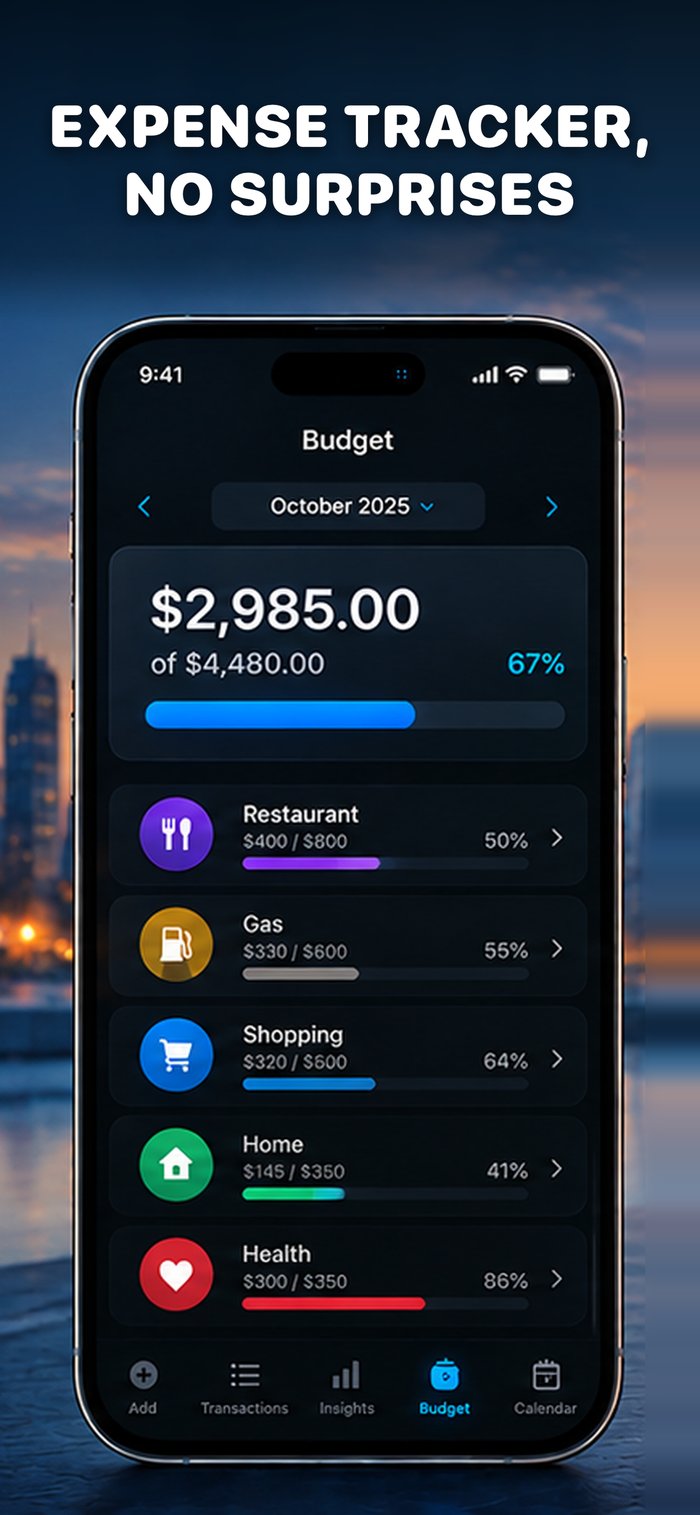 EXPENSE TRACKER,
NO SURPRISES
9:41
Budget
October 2025
$2,985.00
of $4,480.00
67%
Restaurant
$400 / $800
50%
Gas
$330 / $600
55%
Shopping
$320 / $600
64%
Home
$145 / $350
41%
Health
$300 / $350
86%
Add
Transactions
Insights
Budget
Calendar